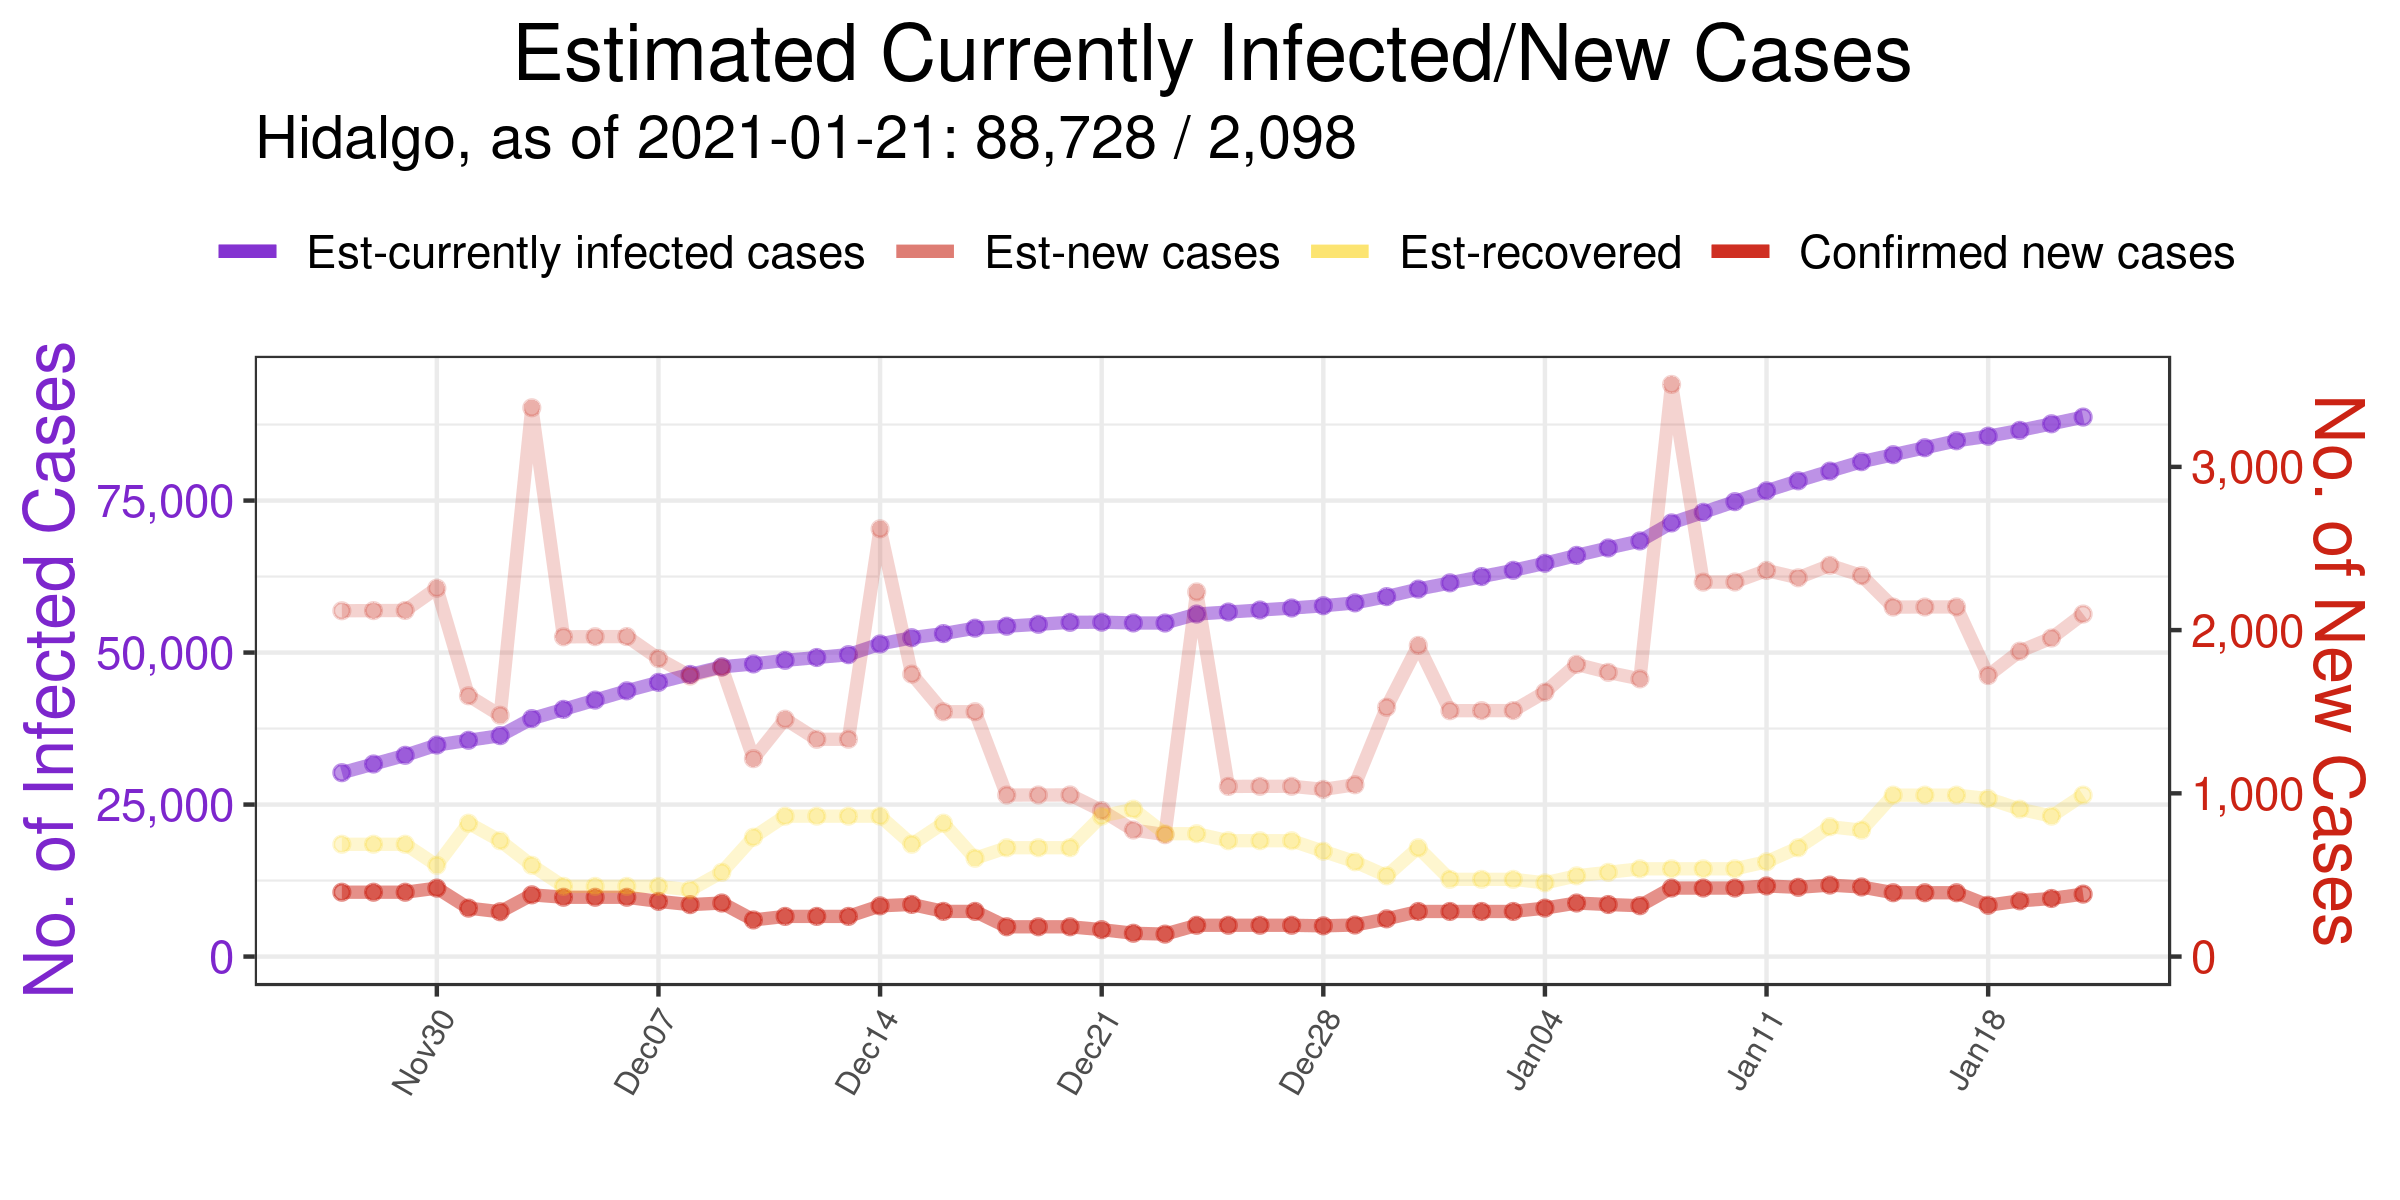 Estimated Currently Infected/New Cases
Hidalgo, as of 2021-01-21: 88,728 / 2,098
Est-currently infected cases Est-new cases Est-recovered Confirmed new cases
No. of Infected Cases
75,000
50,000
25,000
0
3,000
2,000
1,000
0
No. of New Cases
Nov30 Dec07 Dec14 Dec21 Dec28 Jan04 Jan11 Jan18